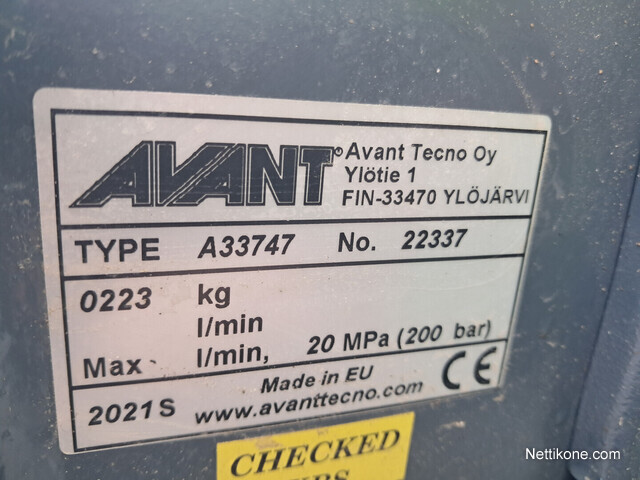 AVANT® Avant Tecno Oy
Ylötie 1
FIN-33470 YLÖJÄRVI
TYPE A33747 No. 22337
0223 kg
l/min
Max l/min, 20 MPa (200 bar)
Made in EU CE
2021 S www.avanttecno.com
CHECKED
Nettikone.com